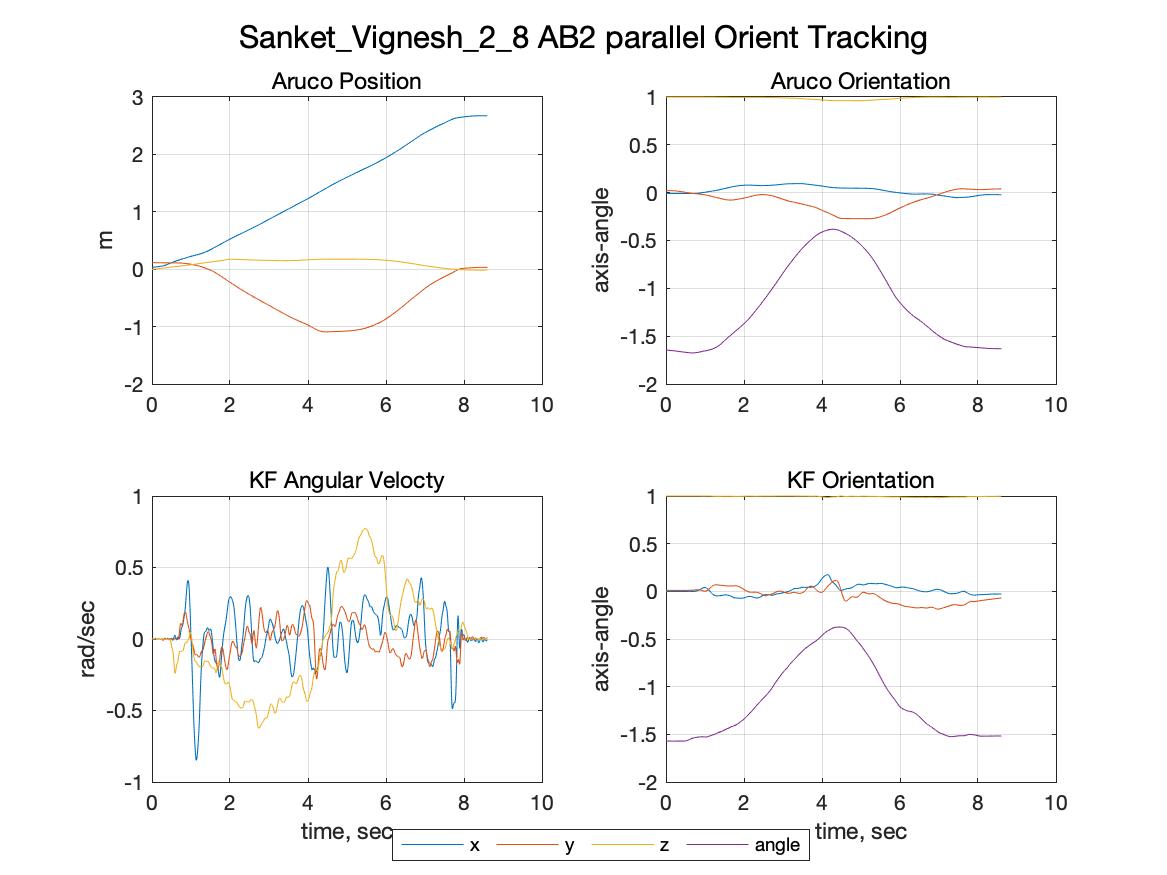 Sanket_Vignesh_2_8 AB2 parallel Orient Tracking
Aruco Position
3
2
1
0
-1
-2
m
0 2 4 6 8 10
Aruco Orientation
1
0.5
0
-0.5
-1
-1.5
-2
axis-angle
0 2 4 6 8 10
KF Angular Velocty
1
0.5
0
-0.5
-1
rad/sec
0 2 4 6 8 10
time, sec
KF Orientation
1
0.5
0
-0.5
-1
-1.5
-2
axis-angle
0 2 4 6 8 10
time, sec
x y z angle